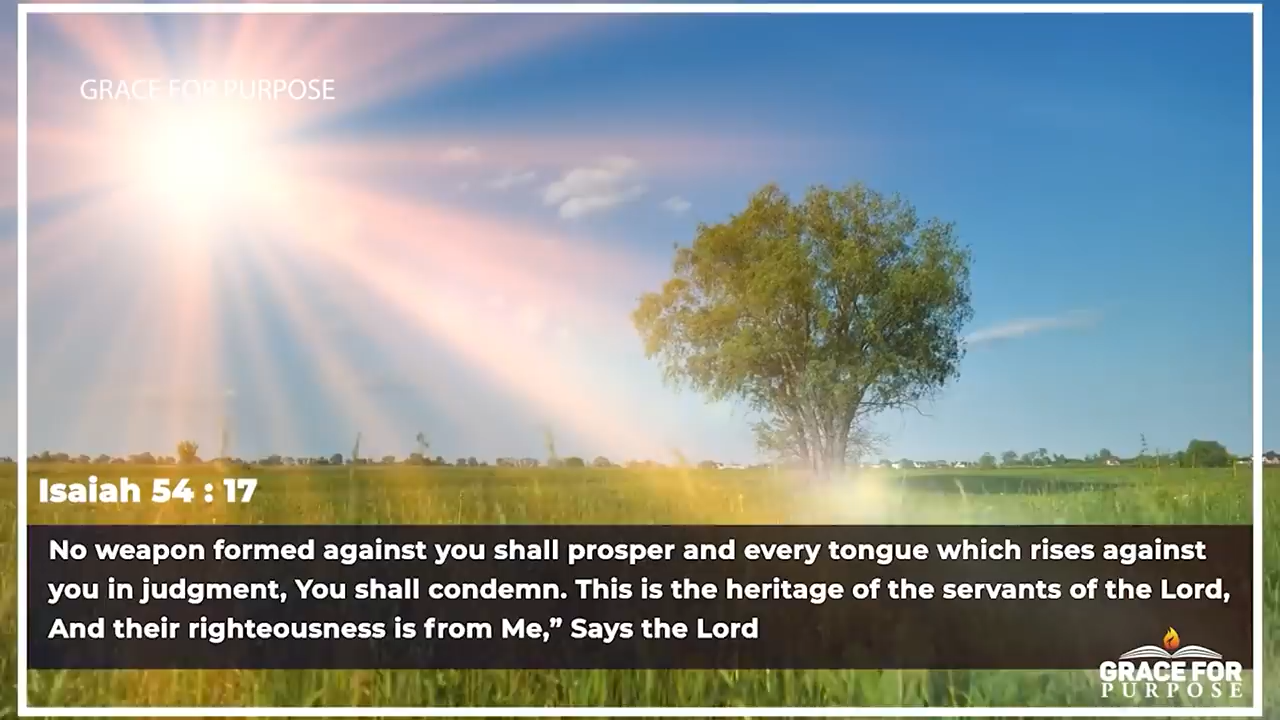 GRACE FOR PURPOSE
Isaiah 54 : 17
No weapon formed against you shall prosper and every tongue which rises against
you in judgment, You shall condemn. This is the heritage of the servants of the Lord,
And their righteousness is from Me,” Says the Lord
GRACE FOR
PURPOSE